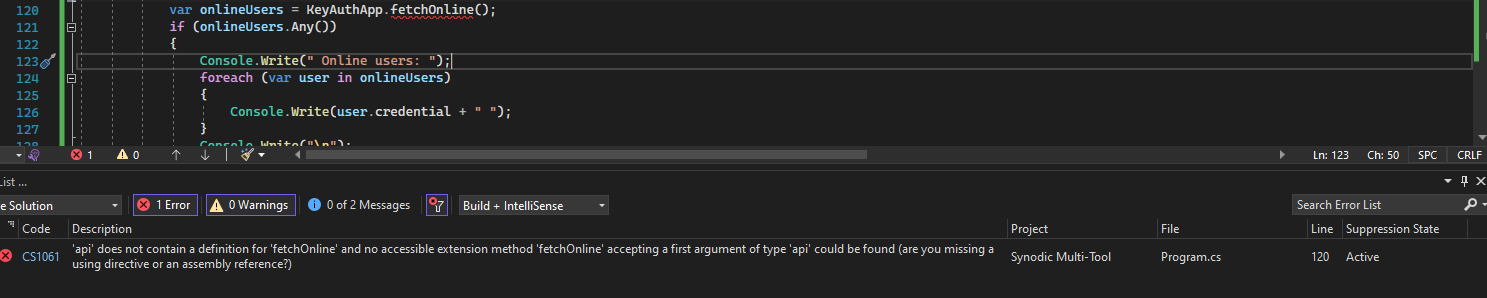 120 var onlineUsers = KeyAuthApp.fetchOnline();
121 if (onlineUsers.Any())
122 {
123 Console.Write(" Online users: ");
124 foreach (var user in onlineUsers)
125 {
126 Console.Write(user.credential + " ");
127 }
128 Console.Write("\n");
1 0 Ln: 123 Ch: 50 SPC CRLF
List ...
e Solution 1 Error 0 Warnings 0 of 2 Messages Build + IntelliSense Search Error List
Code Description Project File Line Suppression State
CS1061 'api' does not contain a definition for 'fetchOnline' and no accessible extension method 'fetchOnline' accepting a first argument of type 'api' could be found (are you missing a
using directive or an assembly reference?) Synodic Multi-Tool Program.cs 120 Active